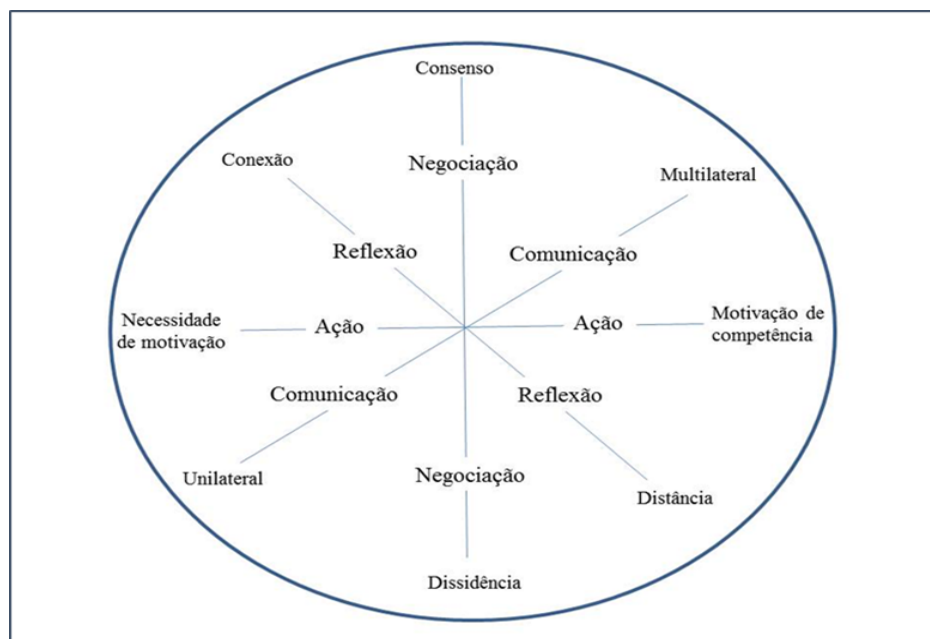 Consenso
Conexão
Negociação
Multilateral
Reflexão
Comunicação
Necessidade
de motivação
Ação
Ação
Motivação de
competência
Comunicação
Reflexão
Unilateral
Negociação
Distância
Dissidência